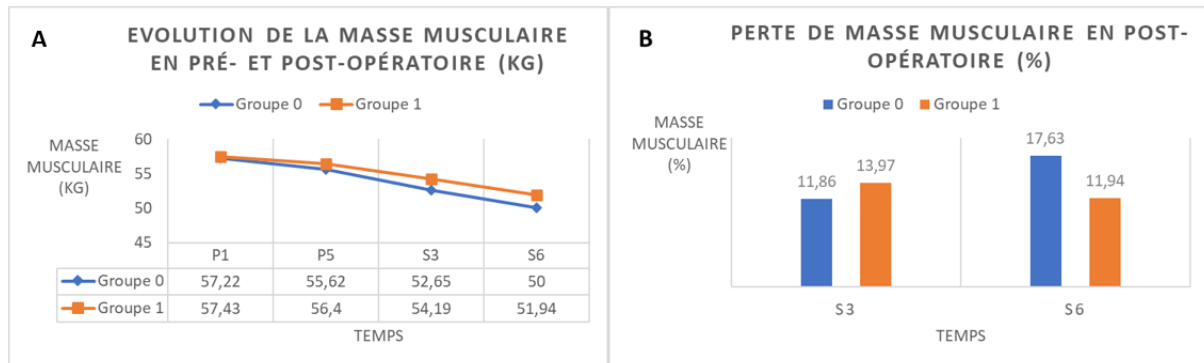 A
EVOLUTION DE LA MASSE MUSCULAIRE
EN PRÉ- ET POST-OPÉRATOIRE (KG)
Groupe 0 Groupe 1
MASSE
MUSCULAIRE
(KG)
60
55
50
45
P1 P5 S3 S6
Groupe 0 57,22 55,62 52,65 50
Groupe 1 57,43 56,4 54,19 51,94
TEMPS
B
PERTE DE MASSE MUSCULAIRE EN POST-
OPÉRATOIRE (%)
Groupe 0 Groupe 1
MASSE
MUSCULAIRE
(%)
11,86 13,97 17,63 11,94
S3 S6
TEMPS